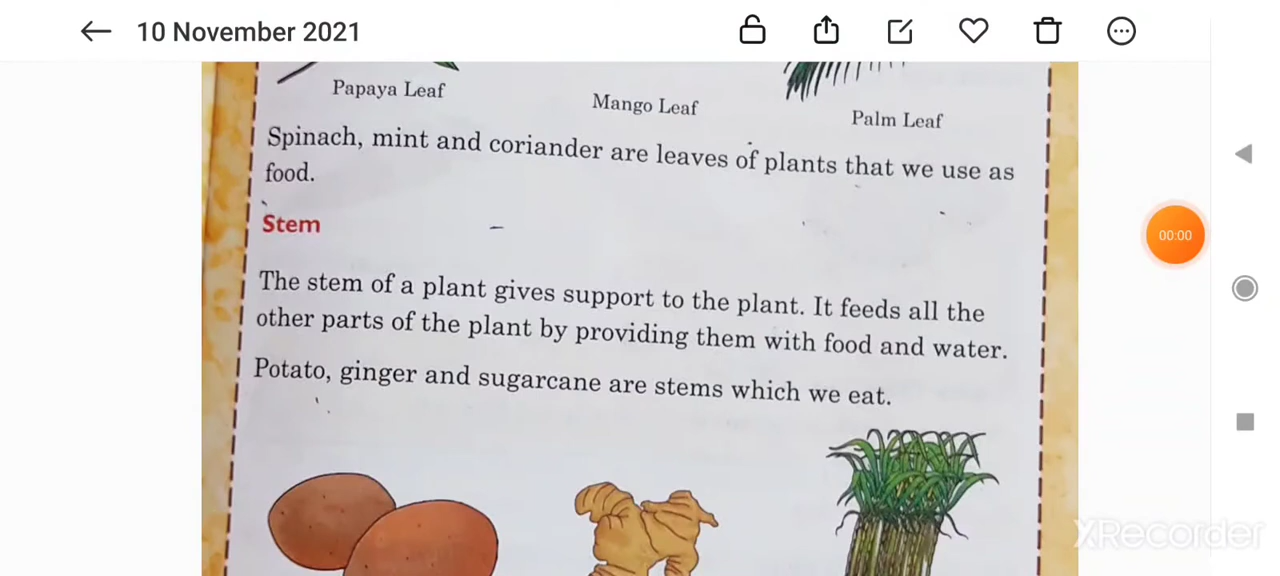 10 November 2021
Papaya Leaf
Mango Leaf
Palm Leaf
Spinach, mint and coriander are leaves of plants that we use as
food.
Stem
00:00
The stem of a plant gives support to the plant. It feeds all the
other parts of the plant by providing them with food and water.
Potato, ginger and sugarcane are stems which we eat.
XRecorder